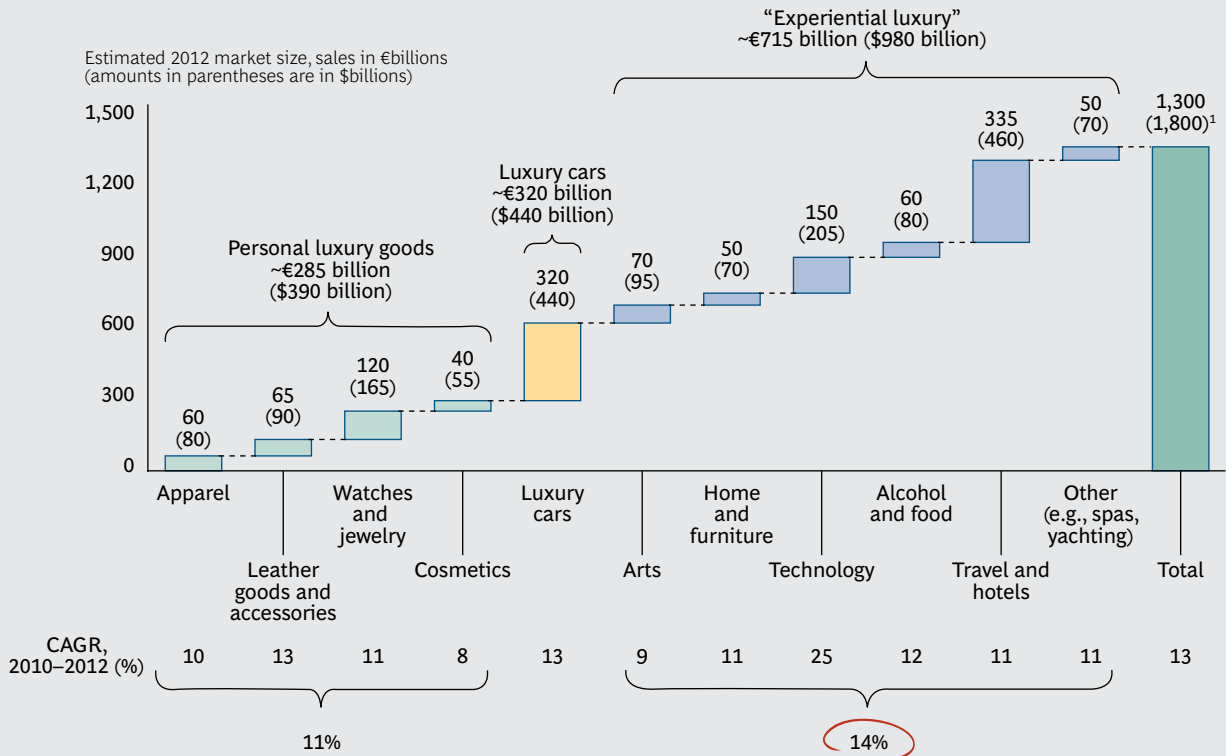 “Experiential luxury”
~€715 billion ($980 billion)
Estimated 2012 market size, sales in €billions
(amounts in parentheses are in $billions)
1,500
1,200
900
600
300
0
Personal luxury goods
~€285 billion
($390 billion)
Luxury cars
~€320 billion
($440 billion)
60
(80)
65
(90)
120
(165)
40
(55)
320
(440)
70
(95)
50
(70)
150
(205)
60
(80)
335
(460)
50
(70)
1,300
(1,800)¹
Apparel
Leather
goods and
accessories
Watches
and
jewelry
Cosmetics
Luxury
cars
Arts
Home
and
furniture
Technology
Alcohol
and food
Travel and
hotels
Other
(e.g., spas,
yachting)
Total
CAGR,
2010–2012 (%)
10 13 11 8 13 9 11 25 12 11 11 13
11%
14%